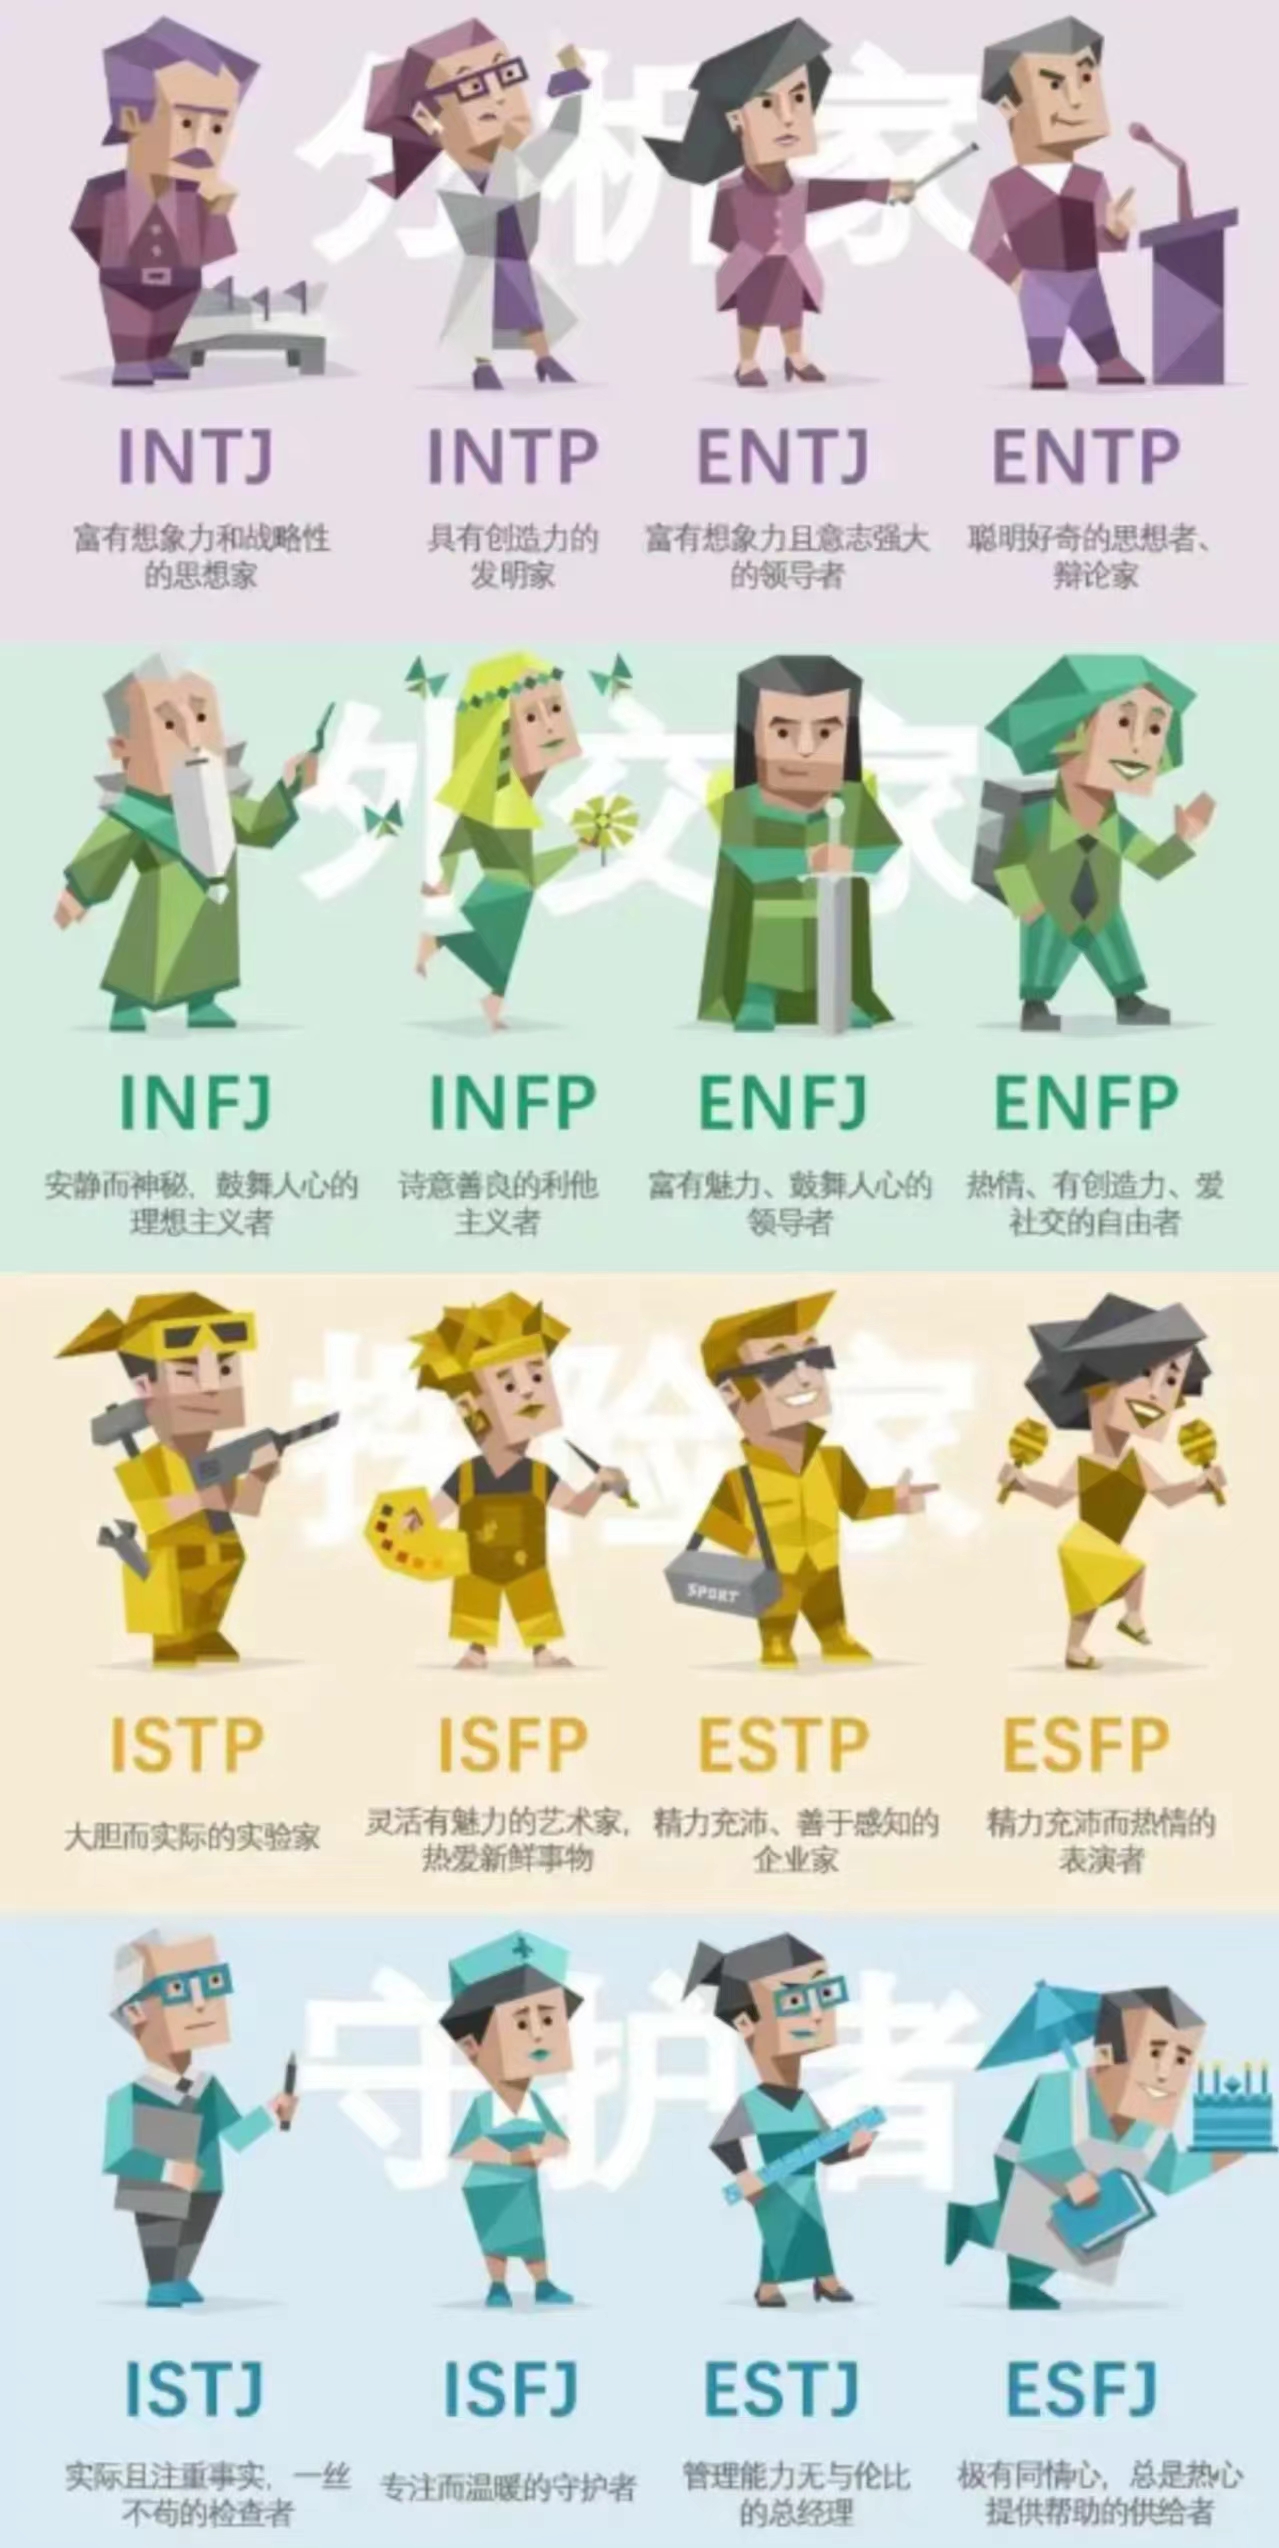 分析家
INTJ INTP ENTJ ENTP
富有想象力和战略性 具有创造力的 富有想象力且意志强大 聪明好奇的思想者、
的思想家 发明家 的领导者 辩论家
外交家
INFJ INFP ENFJ ENFP
安静而神秘，鼓舞人心的 诗意善良的利他 富有魅力、鼓舞人心的 热情、有创造力、爱
理想主义者 主义者 领导者 社交的自由者
探险家
SPORT
ISTP ISFP ESTP ESFP
大胆而实际的实验家 灵活有魅力的艺术家， 精力充沛、善于感知的 精力充沛而热情的
热爱新鲜事物 企业家 表演者
守护者
ISTJ ISFJ ESTJ ESFJ
实际且注重事实，一丝 专注而温暖的守护者 管理能力无与伦比 极有同情心，总是热心
不苟的检查者 的总经理 提供帮助的供给者